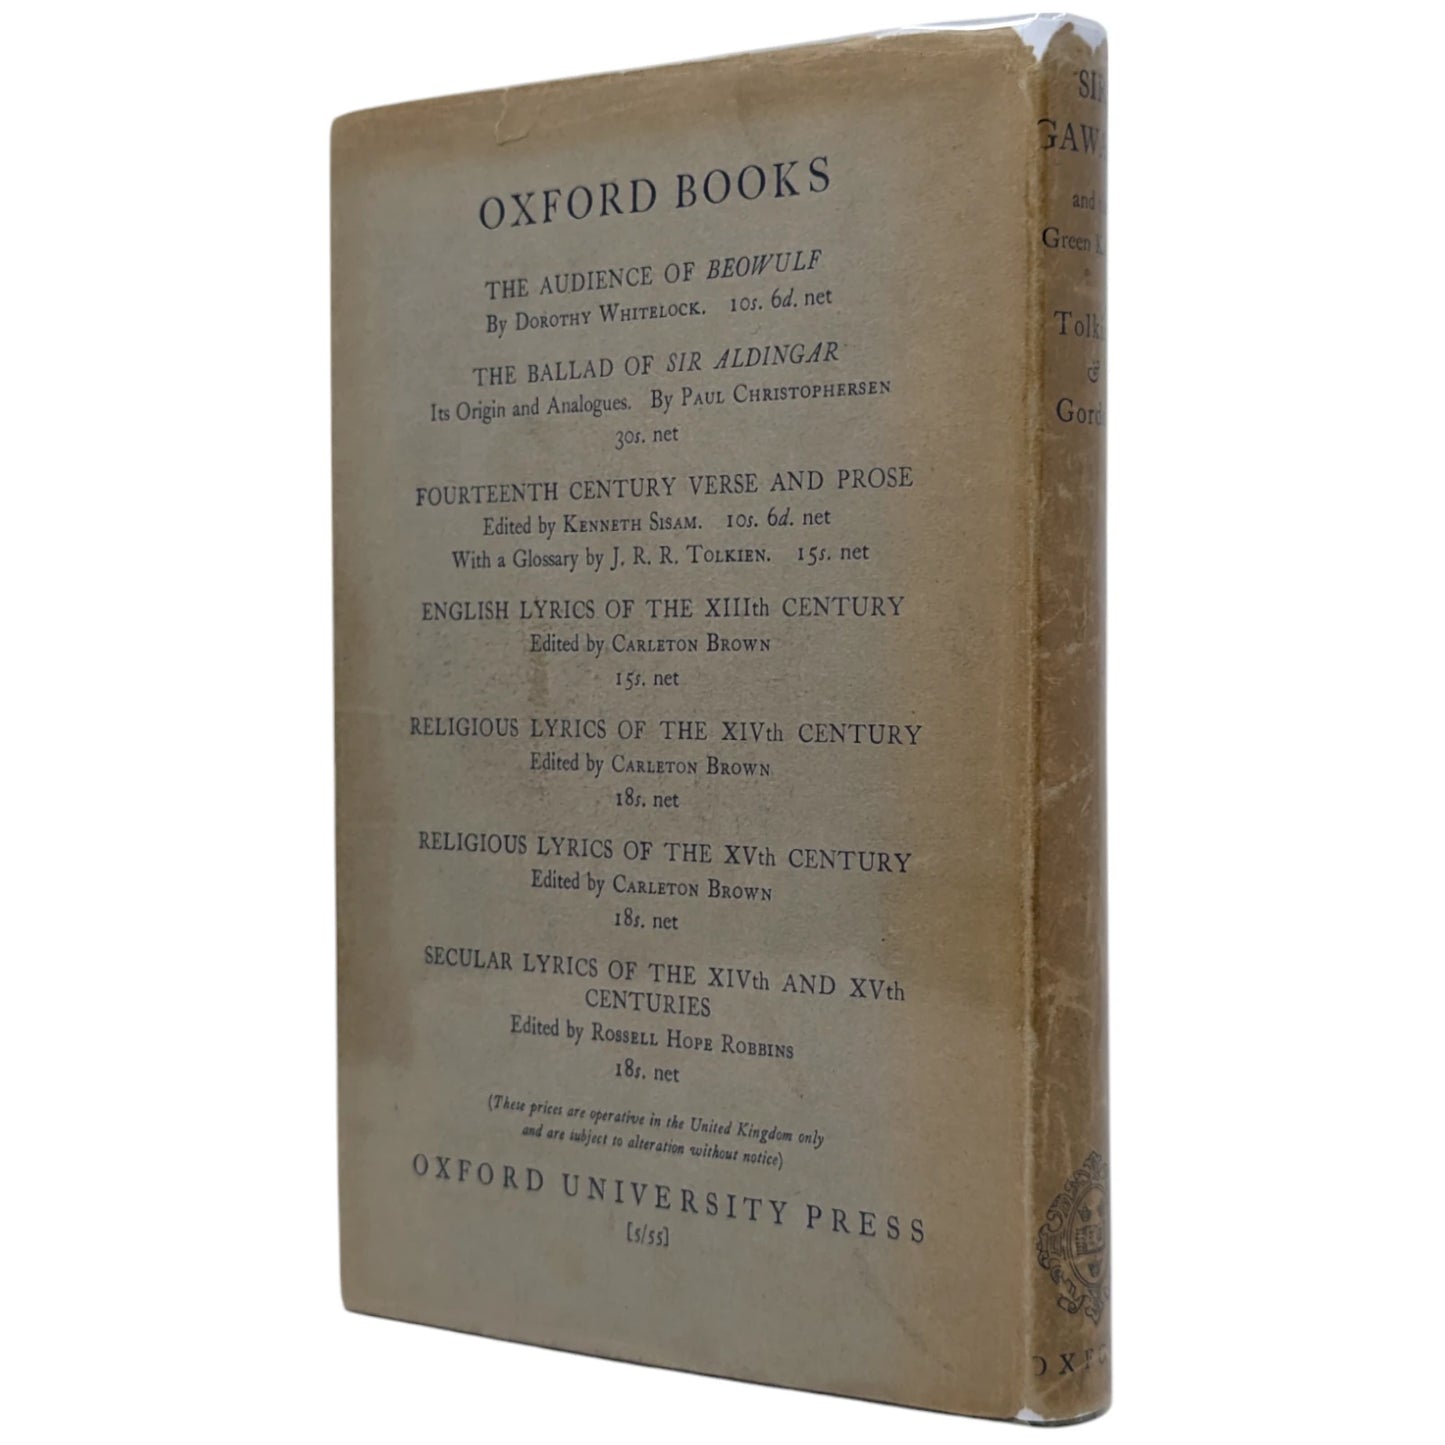 OXFORD BOOKS
THE AUDIENCE OF BEOWULF
By DOROTHY WHITELOCK. 10s. 6d. net
THE BALLAD OF SIR ALDINGAR
Its Origin and Analogues. By PAUL CHRISTOPHERSEN
30s. net
FOURTEENTH CENTURY VERSE AND PROSE
Edited by KENNETH SISAM. 10s. 6d. net
With a Glossary by J. R. R. TOLKIEN. 15s. net
ENGLISH LYRICS OF THE XIIIth CENTURY
Edited by CARLETON BROWN
15s. net
RELIGIOUS LYRICS OF THE XIVth CENTURY
Edited by CARLETON BROWN
18s. net
RELIGIOUS LYRICS OF THE XVth CENTURY
Edited by CARLETON BROWN
18s. net
SECULAR LYRICS OF THE XIVth AND XVth
CENTURIES
Edited by ROSSELL HOPE ROBBINS
18s. net
(These prices are operative in the United Kingdom only
and are subject to alteration without notice)
OXFORD UNIVERSITY PRESS
[5/55]
SIR
and
Green
&